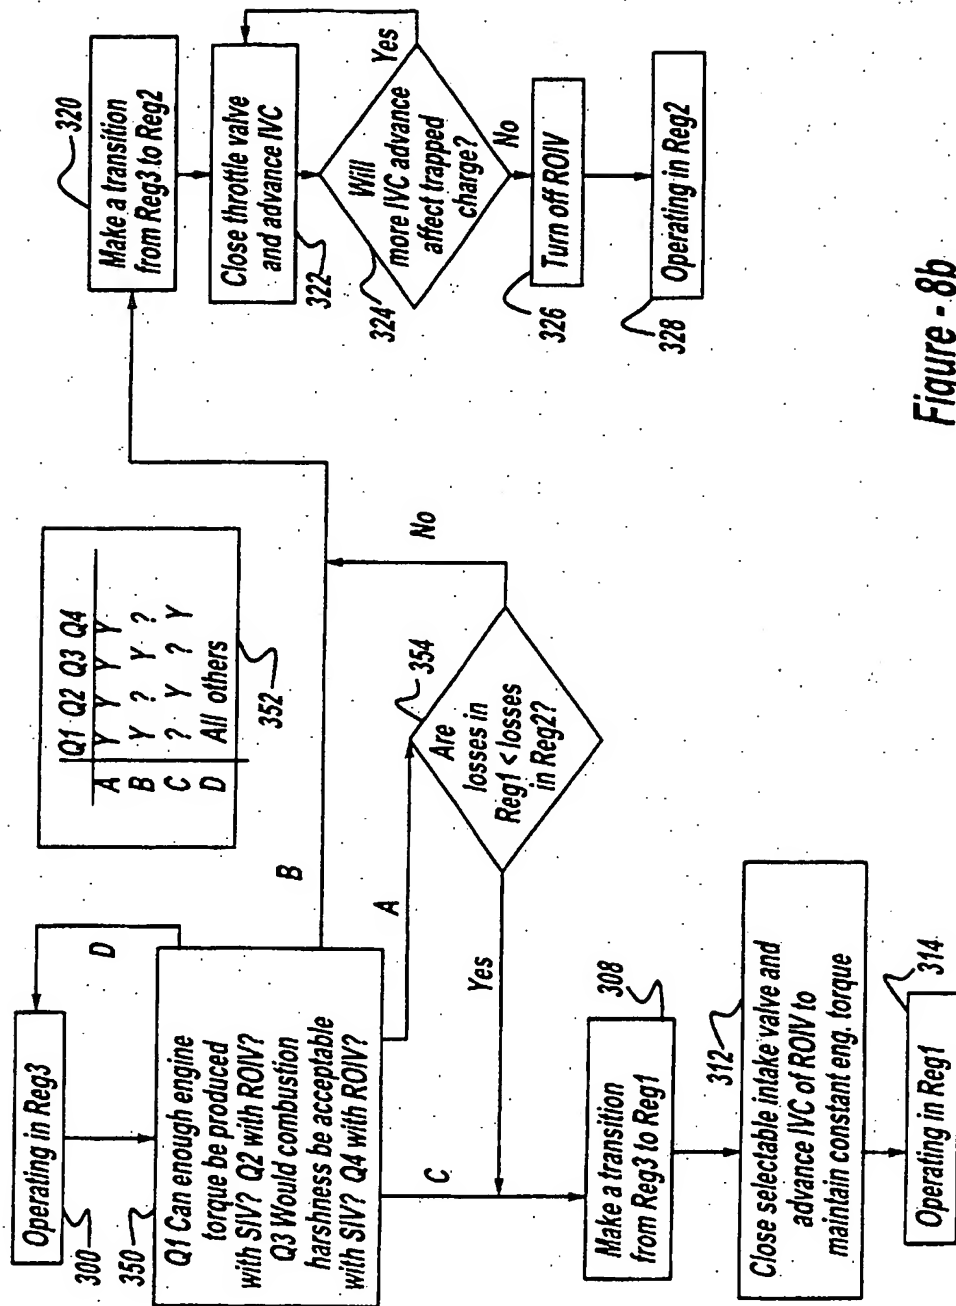 Operating in Reg3
300
D
350
Q1 Can enough engine
torque be produced
with SIV? Q2 with ROIV?
Q3 Would combustion
harshness be acceptable
with SIV? Q4 with ROIV?
Q1 Q2 Q3 Q4
A Y Y Y Y
B Y ? Y ?
C ? Y ? Y
D All others
352
B
A
C
354
Are
losses in
Reg1 < losses
in Reg2?
No
Yes
308
Make a transition
from Reg3 to Reg1
312
Close selectable intake valve and
advance IVC of ROIV to
maintain constant eng. torque
314
Operating in Reg1
320
Make a transition
from Reg3 to Reg2
Close throttle valve
and advance IVC
322
Will
more IVC advance
affect trapped
charge?
324
Yes
No
Turn off ROIV
326
Operating in Reg2
328
Figure - 8b